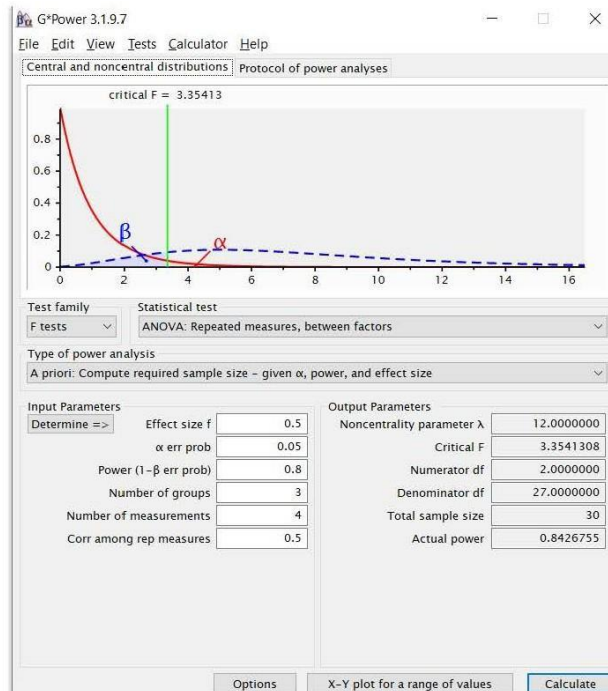 βα G*Power 3.1.9.7
File Edit View Tests Calculator Help
Central and noncentral distributions Protocol of power analyses
critical F = 3.35413
0.8
0.6
0.4
0.2
0
β
α
0 2 4 6 8 10 12 14 16
Test family Statistical test
F tests ANOVA: Repeated measures, between factors
Type of power analysis
A priori: Compute required sample size - given α, power, and effect size
Input Parameters Output Parameters
Determine => Effect size f 0.5 Noncentrality parameter λ 12.0000000
α err prob 0.05 Critical F 3.3541308
Power (1-β err prob) 0.8 Numerator df 2.0000000
Number of groups 3 Denominator df 27.0000000
Number of measurements 4 Total sample size 30
Corr among rep measures 0.5 Actual power 0.8426755
Options X-Y plot for a range of values Calculate